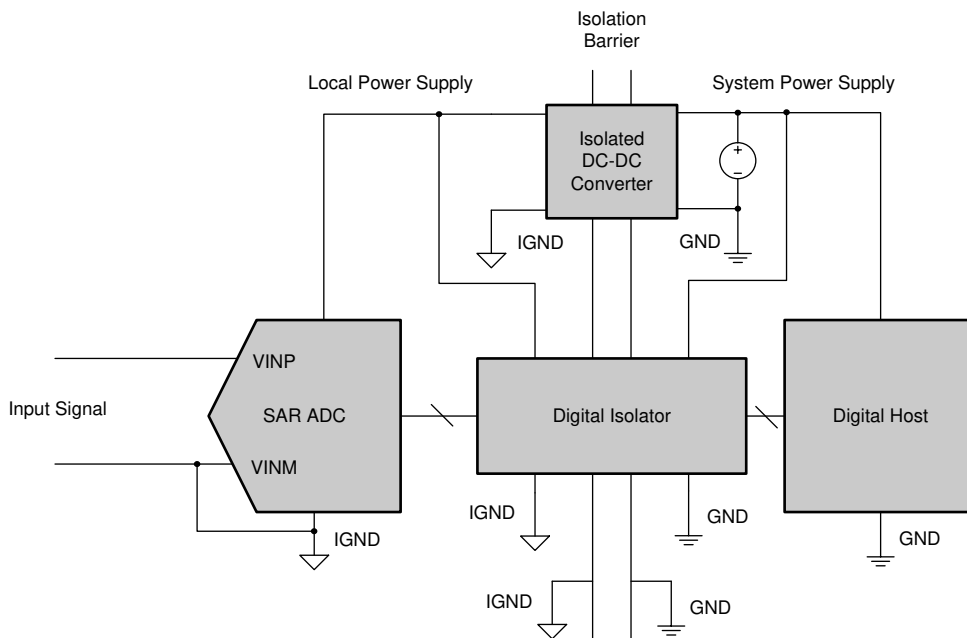 Isolation
Barrier
Local Power Supply
System Power Supply
Isolated
DC-DC
Converter
+
−
IGND
GND
VINP
Input Signal
SAR ADC
Digital Isolator
Digital Host
VINM
IGND
IGND
GND
GND
IGND
GND